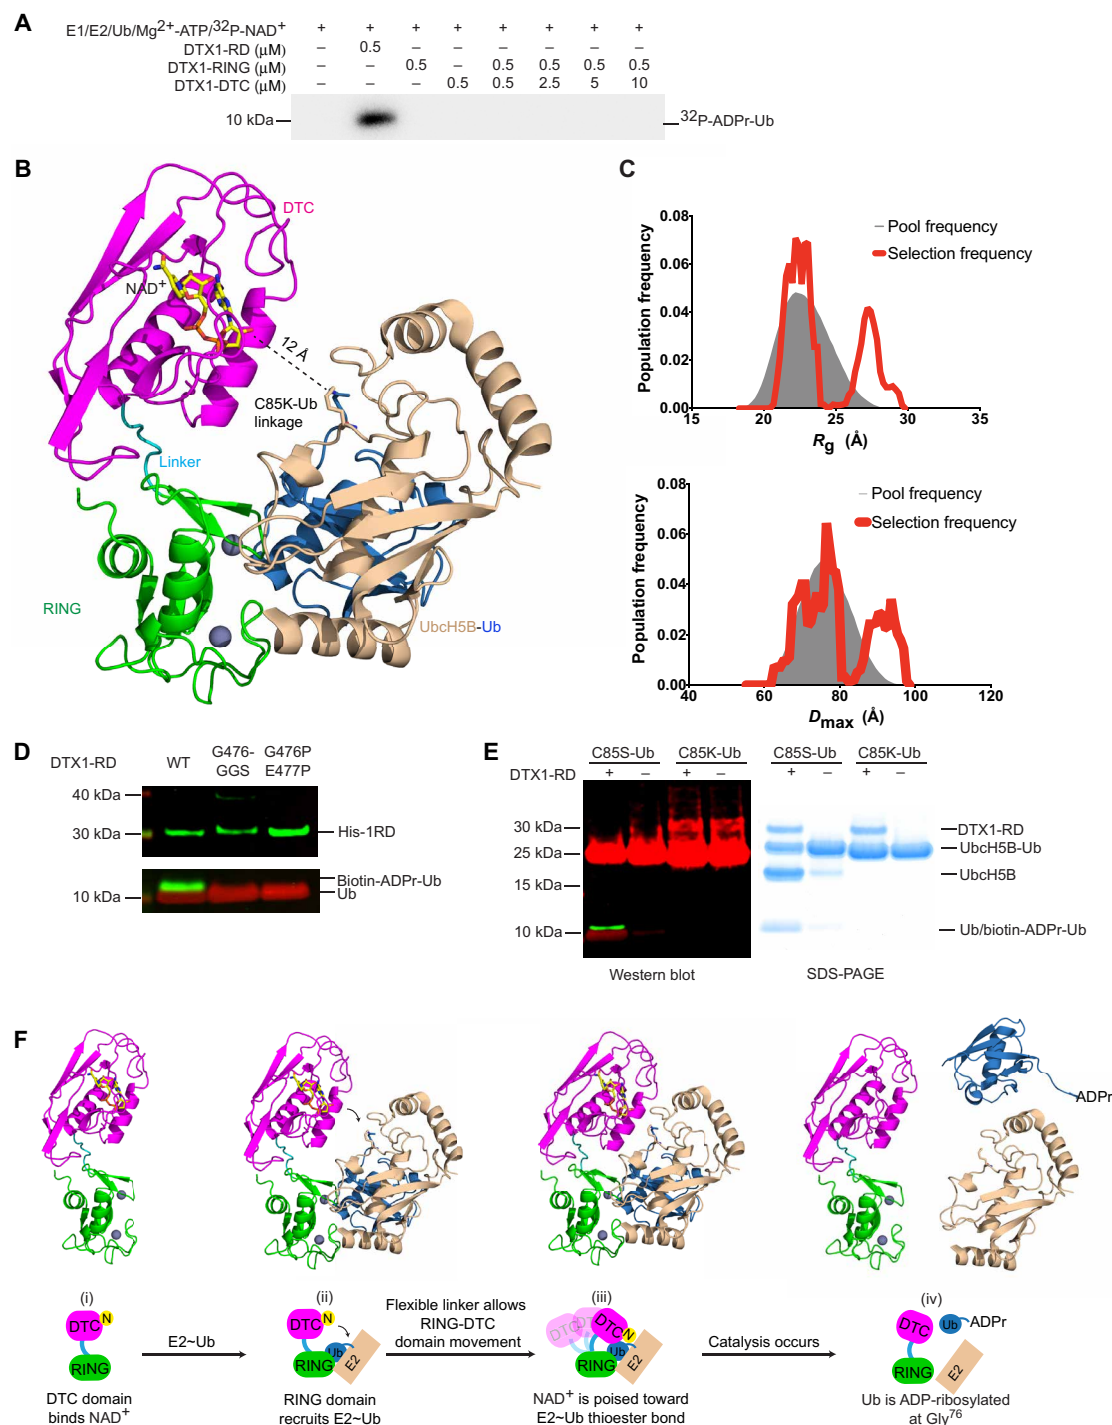 A
E1/E2/Ub/Mg2+-ATP/32P-NAD+ + + + + + + + +
DTX1-RD (µM) – 0.5 – – – – – –
DTX1-RING (µM) – – 0.5 – 0.5 0.5 0.5 0.5
DTX1-DTC (µM) – – – 0.5 0.5 2.5 5 10
10 kDa
32P-ADPr-Ub
B
DTC
NAD+
12 Å
C85K-Ub
linkage
Linker
RING
UbcH5B-Ub
C
Population frequency
0.08
0.06
0.04
0.02
0.00
Pool frequency
Selection frequency
15 20 25 30 35
Rg (Å)
Population frequency
0.08
0.06
0.04
0.02
0.00
Pool frequency
Selection frequency
40 60 80 100 120
Dmax (Å)
D
DTX1-RD
WT
G476-
GGS
G476P
E477P
40 kDa
30 kDa
His-1RD
Biotin-ADPr-Ub
10 kDa
Ub
E
C85S-Ub C85K-Ub C85S-Ub C85K-Ub
DTX1-RD + – + – + – + –
30 kDa
25 kDa
15 kDa
10 kDa
DTX1-RD
UbcH5B-Ub
UbcH5B
Ub/biotin-ADPr-Ub
Western blot
SDS-PAGE
F
ADPr
(i)
DTC
N
RING
DTC domain
binds NAD+
E2~Ub
(ii)
DTC
N
RING
Ub
E2
RING domain
recruits E2~Ub
Flexible linker allows
RING-DTC
domain movement
(iii)
DTC
DTC
DTC
N
RING
Ub
E2
NAD+ is poised toward
E2~Ub thioester bond
Catalysis occurs
(iv)
DTC
Ub
ADPr
RING
E2
Ub is ADP-ribosylated
at Gly76